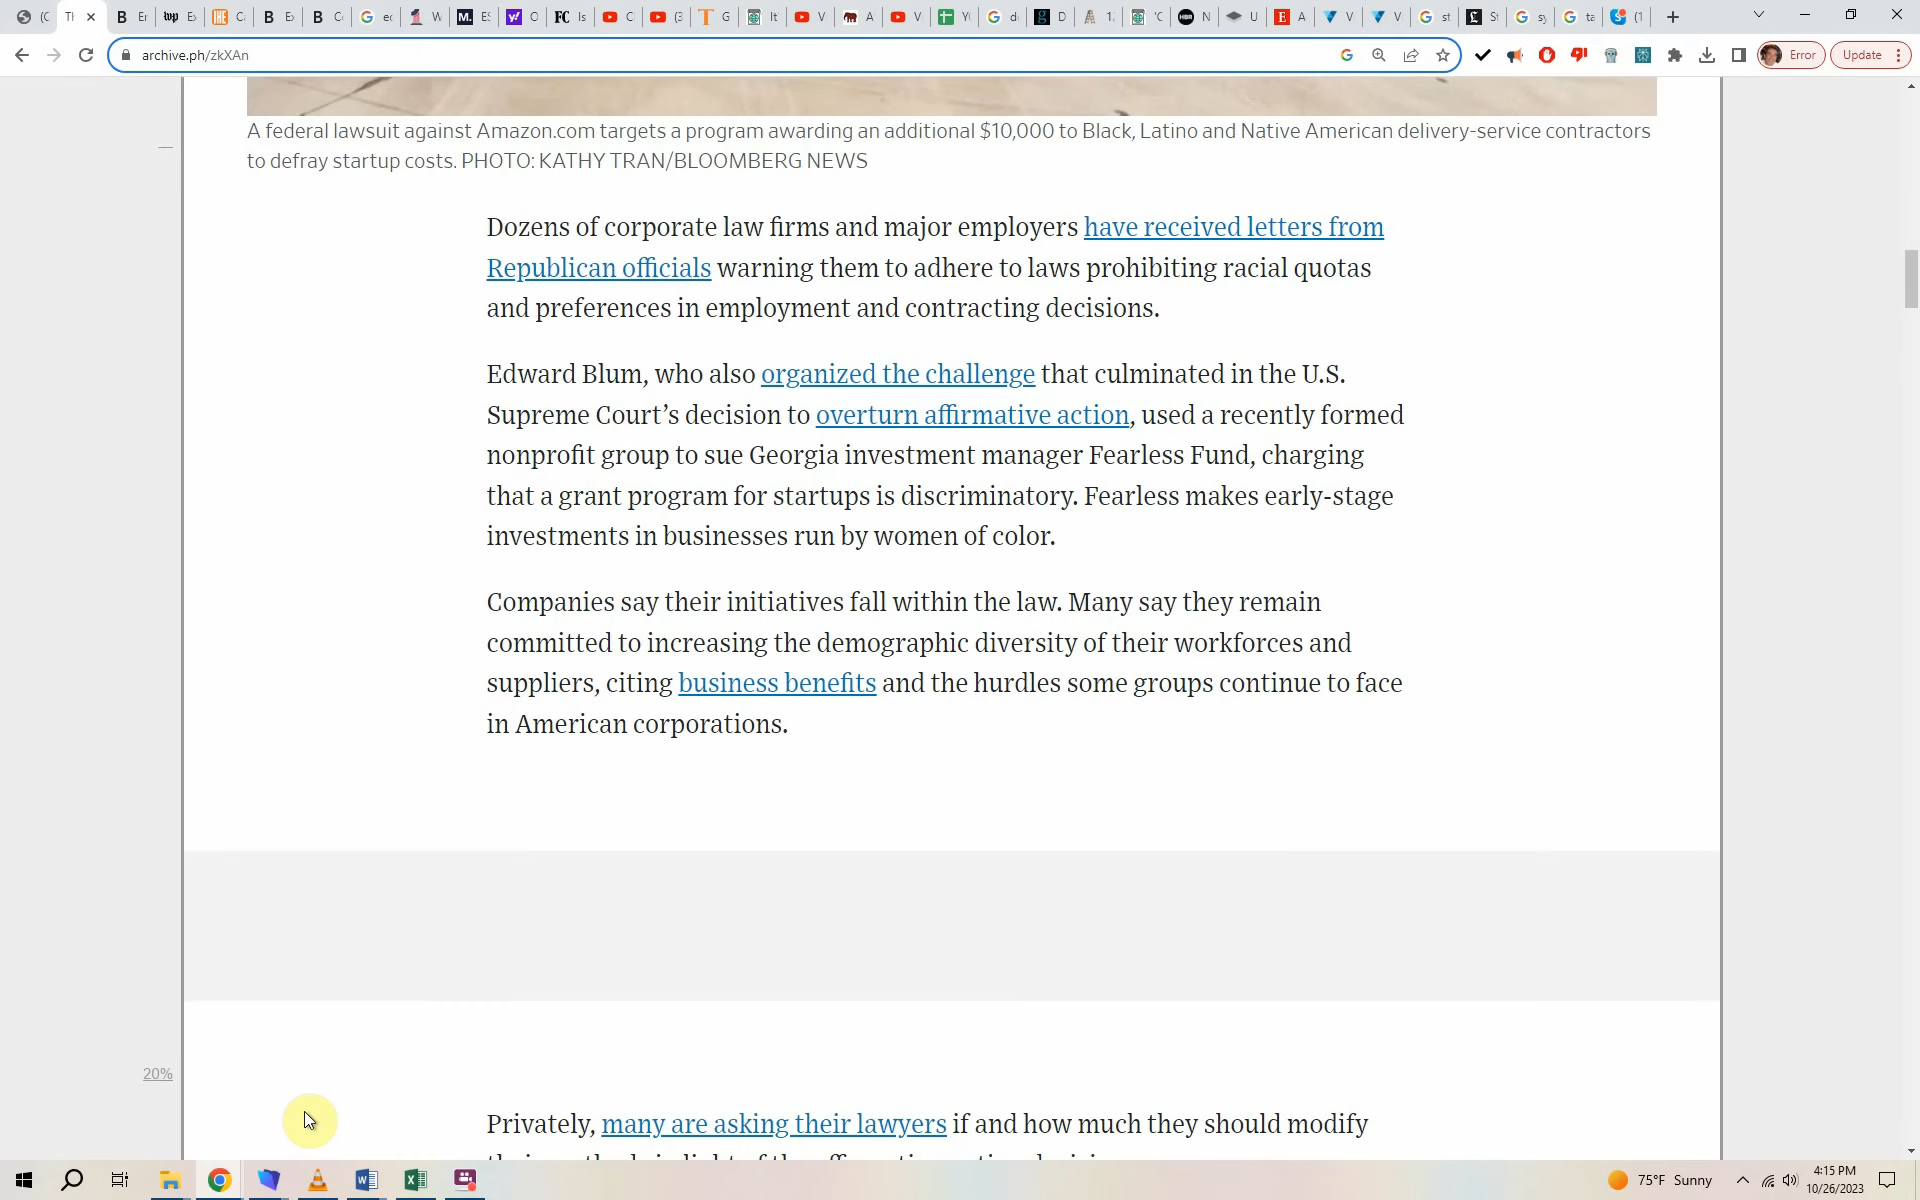 archive.ph/zkXAn
Error
Update
A federal lawsuit against Amazon.com targets a program awarding an additional $10,000 to Black, Latino and Native American delivery-service contractors
to defray startup costs. PHOTO: KATHY TRAN/BLOOMBERG NEWS
Dozens of corporate law firms and major employers have received letters from
Republican officials warning them to adhere to laws prohibiting racial quotas
and preferences in employment and contracting decisions.
Edward Blum, who also organized the challenge that culminated in the U.S.
Supreme Court’s decision to overturn affirmative action, used a recently formed
nonprofit group to sue Georgia investment manager Fearless Fund, charging
that a grant program for startups is discriminatory. Fearless makes early-stage
investments in businesses run by women of color.
Companies say their initiatives fall within the law. Many say they remain
committed to increasing the demographic diversity of their workforces and
suppliers, citing business benefits and the hurdles some groups continue to face
in American corporations.
20%
Privately, many are asking their lawyers if and how much they should modify
75°F Sunny
4:15 PM
10/26/2023